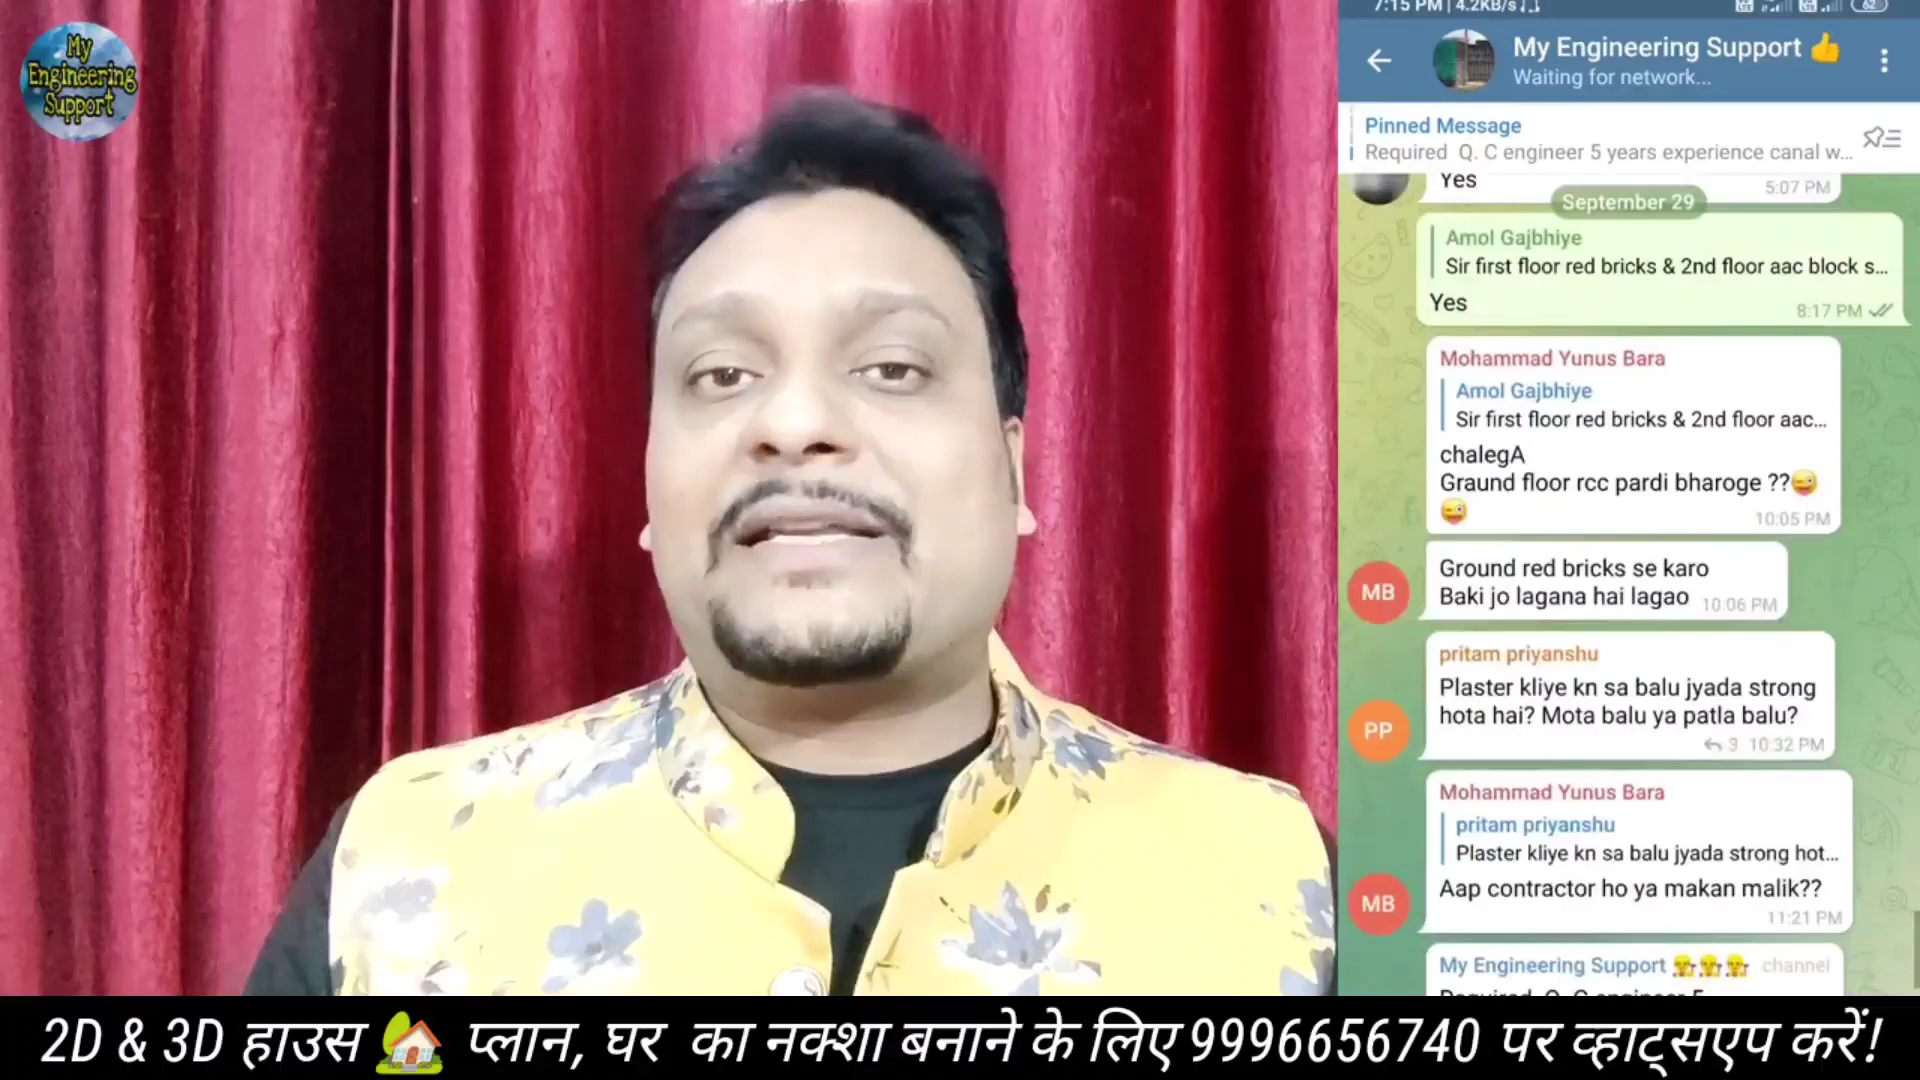 My
Engineering
Support
7:15 PM | 4.2KB/s
62
My Engineering Support 👍
Waiting for network...
Pinned Message
Required Q. C engineer 5 years experience canal w...
Yes
5:07 PM
September 29
Amol Gajbhiye
Sir first floor red bricks & 2nd floor aac block s...
Yes
8:17 PM
Mohammad Yunus Bara
Amol Gajbhiye
Sir first floor red bricks & 2nd floor aac...
chalegA
Graund floor rcc pardi bharoge ??😜
😜
10:05 PM
Ground red bricks se karo
MB
Baki jo lagana hai lagao 10:06 PM
pritam priyanshu
Plaster kliye kn sa balu jyada strong
hota hai? Mota balu ya patla balu?
PP
3 10:32 PM
Mohammad Yunus Bara
pritam priyanshu
Plaster kliye kn sa balu jyada strong hot...
Aap contractor ho ya makan malik??
MB
11:21 PM
My Engineering Support channel
2D & 3D हाउस 🏡 प्लान, घर का नक्शा बनाने के लिए 9996656740 पर व्हाट्सएप करें!